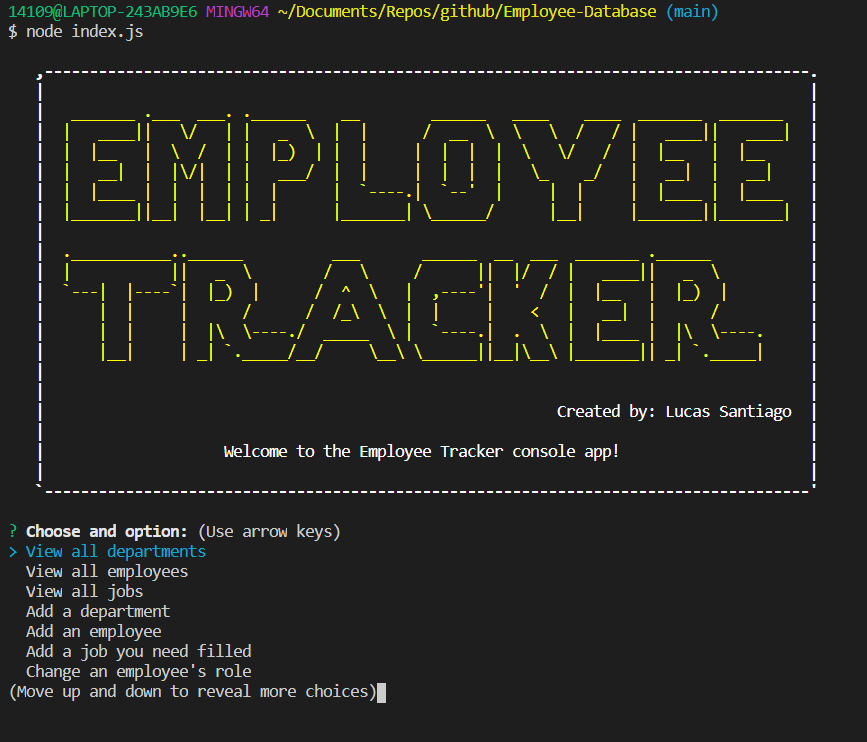 14109@LAPTOP-243AB9E6 MINGW64 ~/Documents/Repos/github/Employee-Database (main)
$ node index.js
EMPLOYEE
TRACKER
Created by: Lucas Santiago
Welcome to the Employee Tracker console app!
? Choose and option: (Use arrow keys)
> View all departments
View all employees
View all jobs
Add a department
Add an employee
Add a job you need filled
Change an employee's role
(Move up and down to reveal more choices)